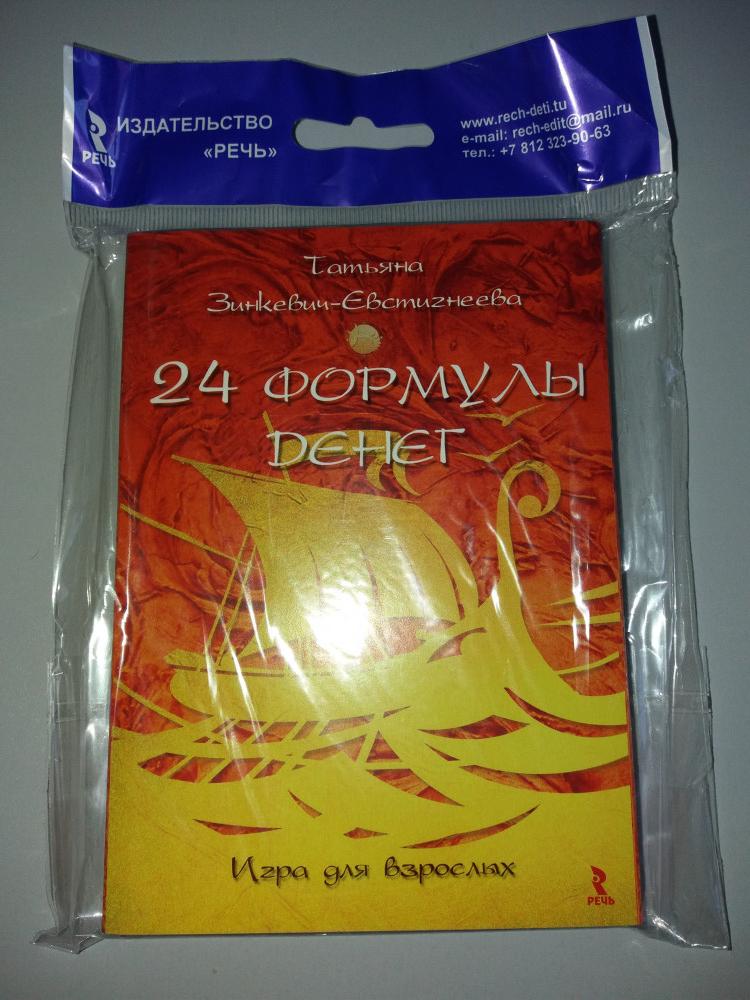 ИЗДАТЕЛЬСТВО
«РЕЧЬ»
РЕЧЬ
www.rech-deti.tu
e-mail: rech-edit@mail.ru
тел.: +7 812 323-90-63
Татьяна
Зинкевич-Евстигнеева
24 ФОРМУЛЫ
ДЕНЕГ
Игра для взрослых
РЕЧЬ